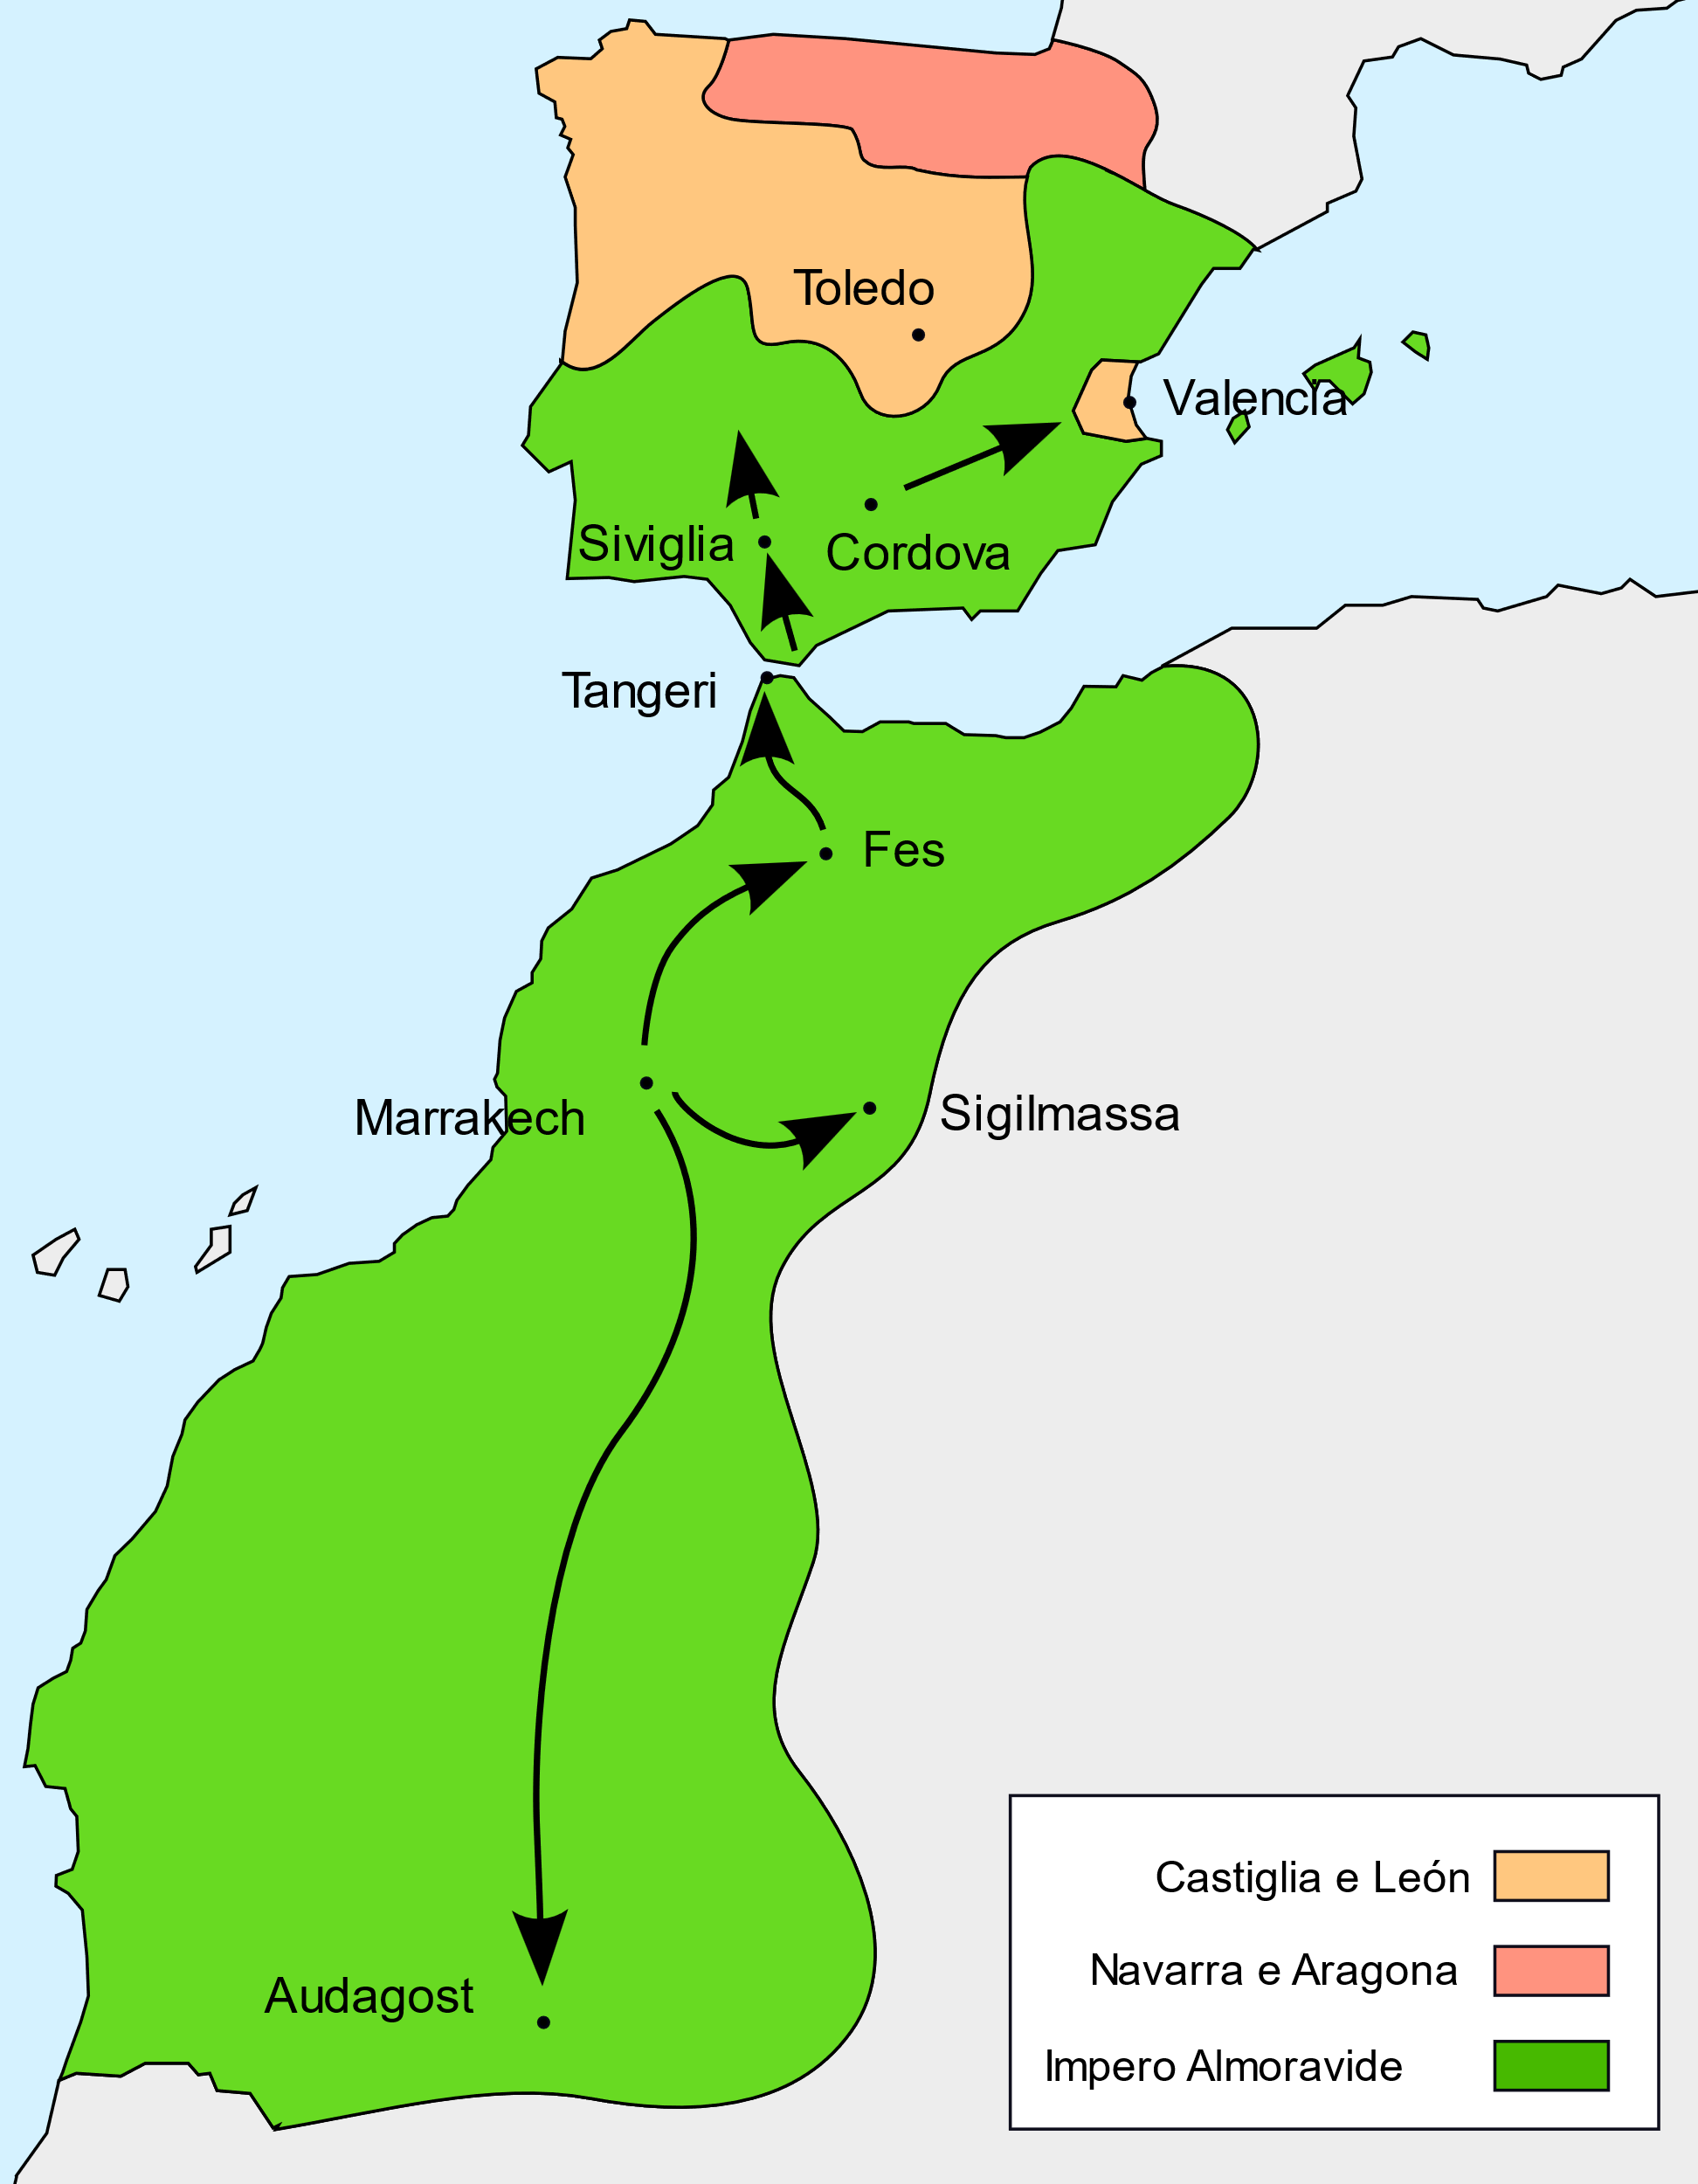 Toledo
Valencia
Siviglia
Cordova
Tangeri
Fes
Marrakech
Sigilmassa
Audagost
Castiglia e León
Navarra e Aragona
Impero Almoravide